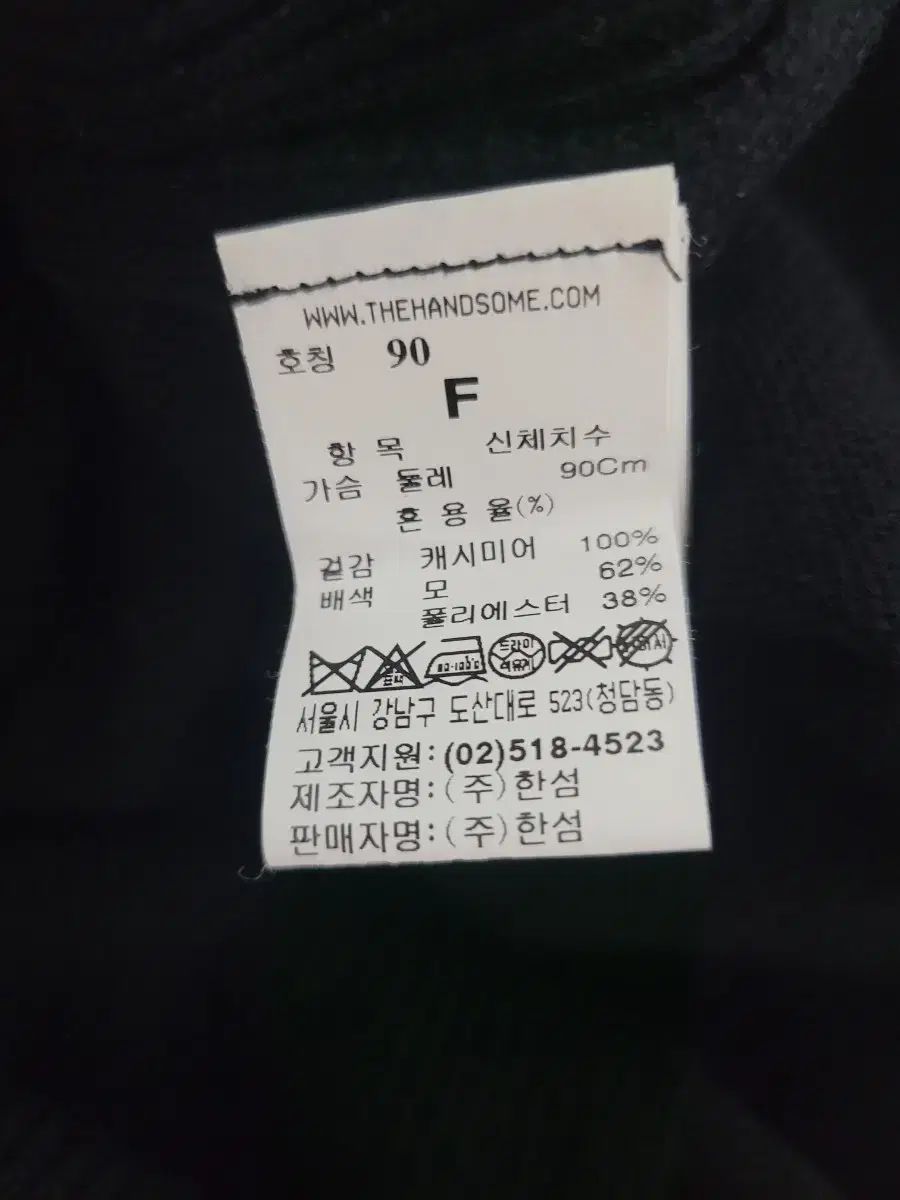 WWW.THEHANDSOME.COM
호칭 90
F
항 목 신체치수
가슴 둘레 90Cm
혼 용 율(%)
겉감 캐시미어 100%
배색 모 62%
폴리에스터 38%
드라이
서울시 강남구 도산대로 523(청담동)
고객지원:(02)518-4523
제조자명:(주)한섬
판매자명:(주)한섬